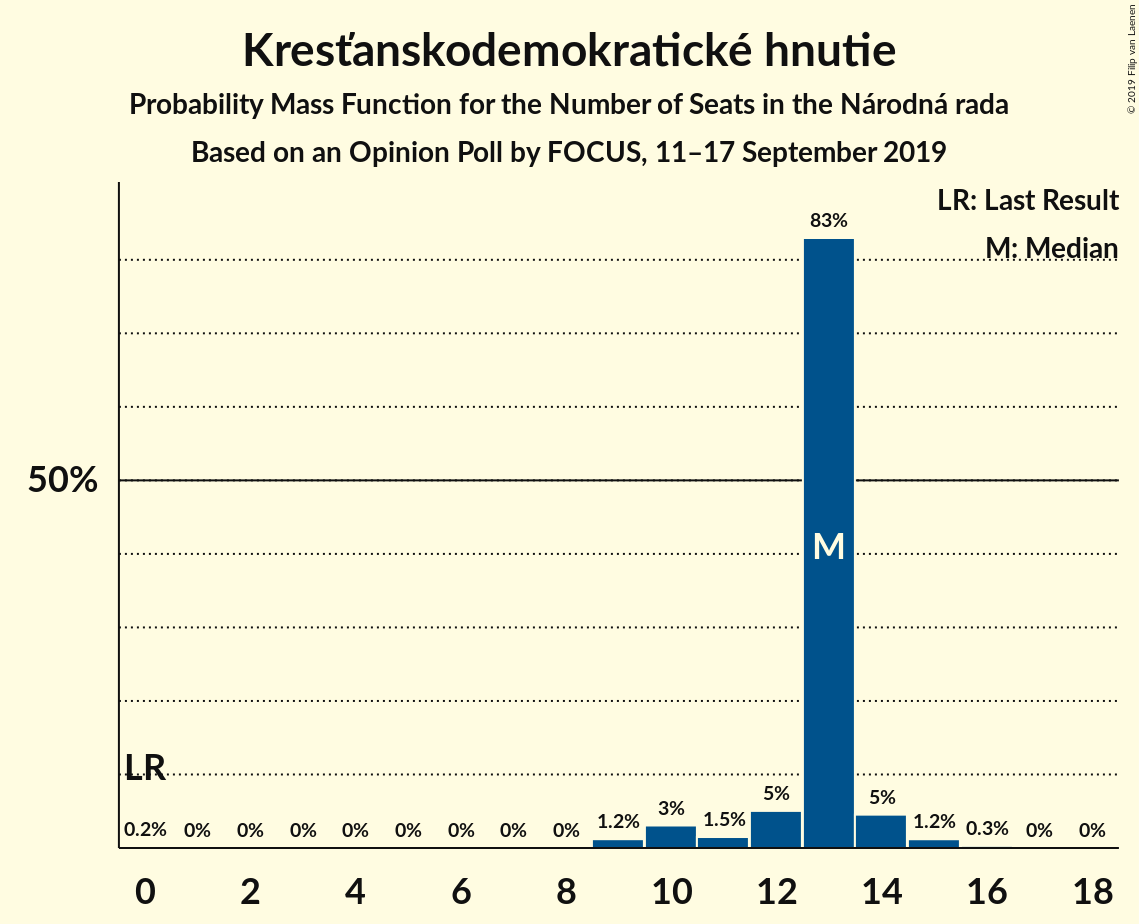 Kresťanskodemokratické hnutie
Probability Mass Function for the Number of Seats in the Národná rada
Based on an Opinion Poll by FOCUS, 11–17 September 2019
© 2019 Filip van Laenen
LR: Last Result
M: Median
83%
50%
M
LR
0.2% 0% 0% 0% 0% 0% 0% 0% 0% 1.2% 3% 1.5% 5% 5% 1.2% 0.3% 0% 0%
0 2 4 6 8 10 12 14 16 18